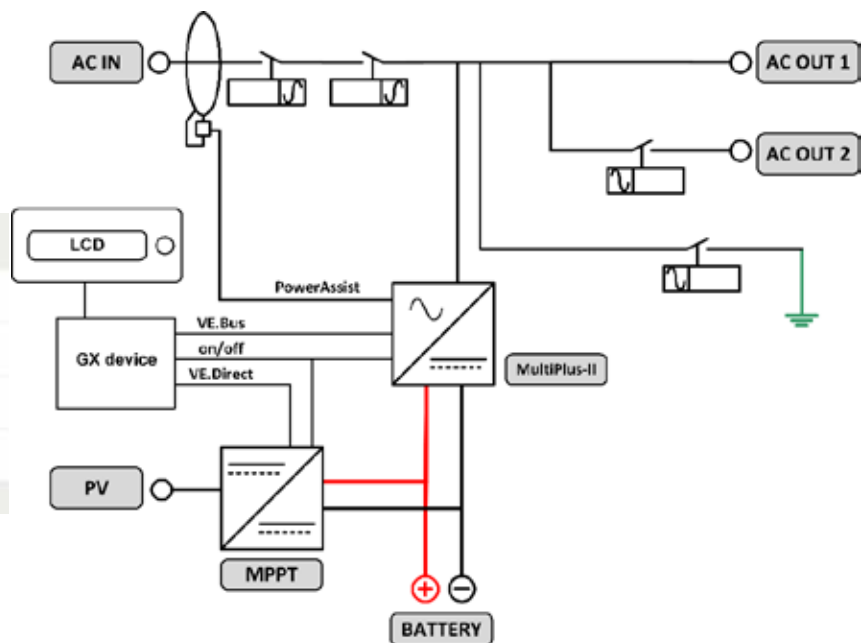 AC IN
AC OUT 1
AC OUT 2
LCD
PowerAssist
VE.Bus
GX device
on/off
MultiPlus-II
VE.Direct
PV
MPPT
BATTERY